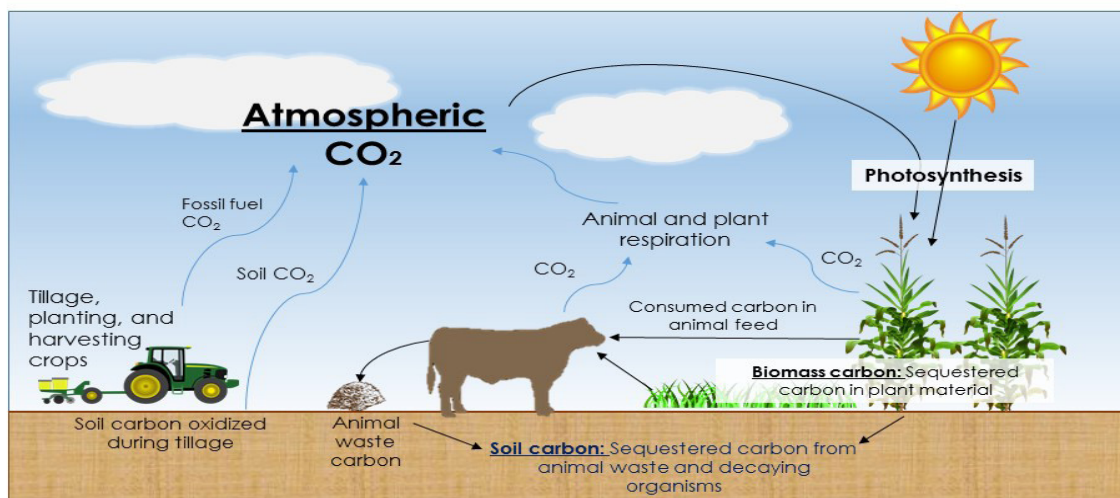 Atmospheric
CO₂
Photosynthesis
Fossil fuel
CO₂
Animal and plant
respiration
Soil CO₂
CO₂
CO₂
Tillage,
planting, and
harvesting
crops
Consumed carbon in
animal feed
Biomass carbon: Sequestered
carbon in plant material
Soil carbon oxidized
during tillage
Animal
waste
carbon
Soil carbon: Sequestered carbon from
animal waste and decaying
organisms